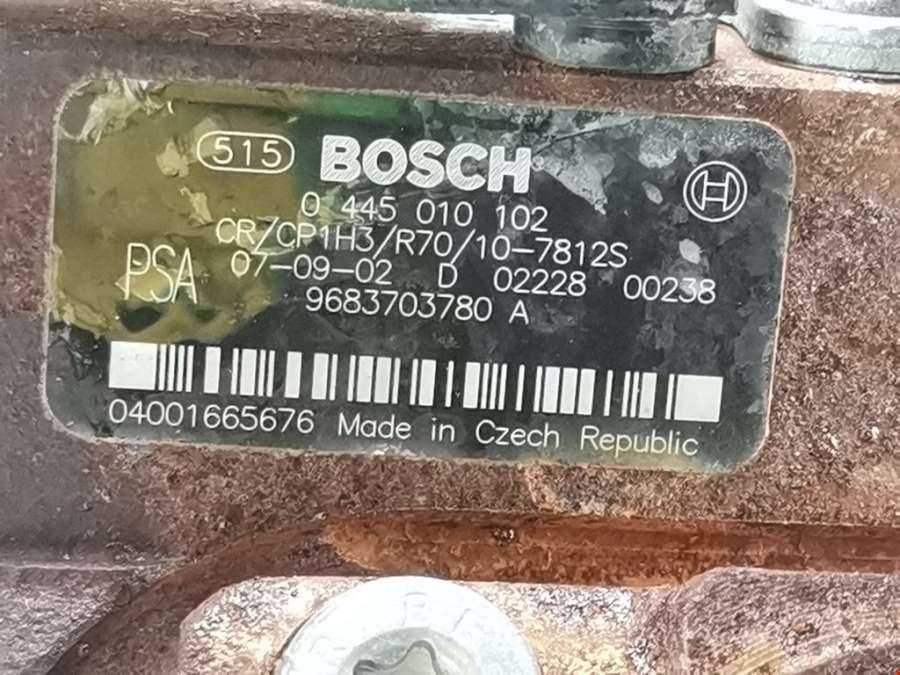 515 BOSCH
0 445 010 102
CR/CP1H3/R70/10-7812S
PSA 07-09-02 D 02228 00238
9683703780 A
04001665676 Made in Czech Republic